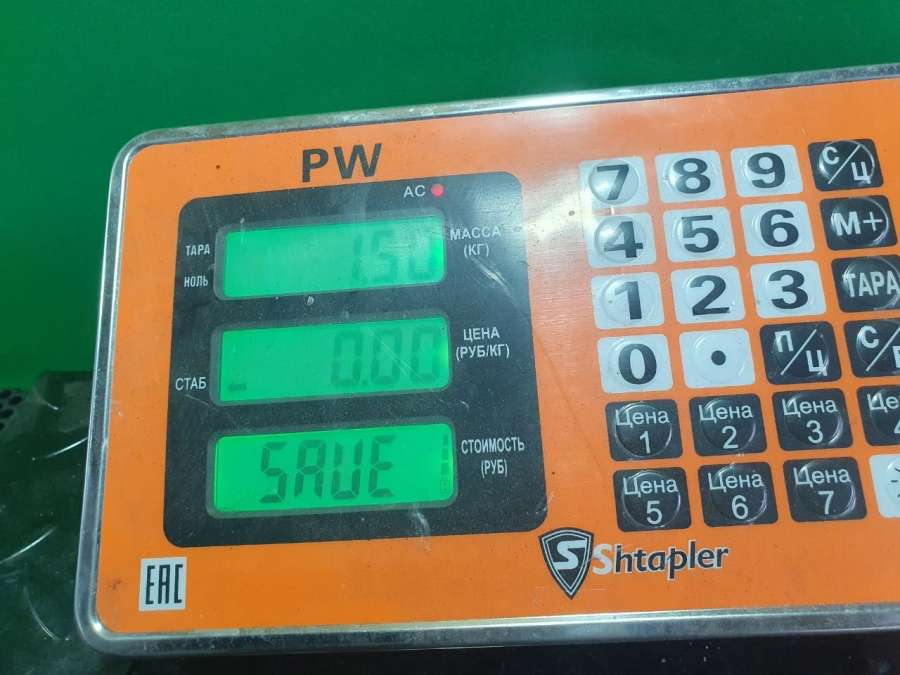 PW
AC
ТАРА
НОЛЬ
1.50
МАССА
(КГ)
СТАБ
0.00
ЦЕНА
(РУБ/КГ)
SAVE
СТОИМОСТЬ
(РУБ)
7 8 9 С/Ц
4 5 6 М+
1 2 3 ТАРА
0 • П/Ц
Цена 1 Цена 2 Цена 3
Цена 5 Цена 6 Цена 7
S Shtapler
EAC